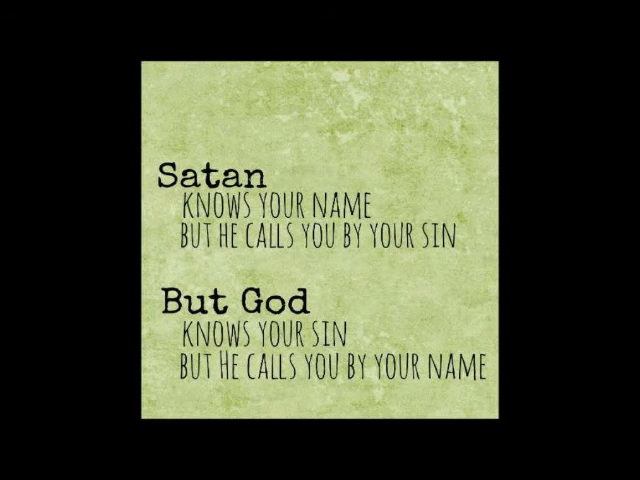 Satan
KNOWS YOUR NAME
BUT HE CALLS YOU BY YOUR SIN
But God
KNOWS YOUR SIN
BUT HE CALLS YOU BY YOUR NAME